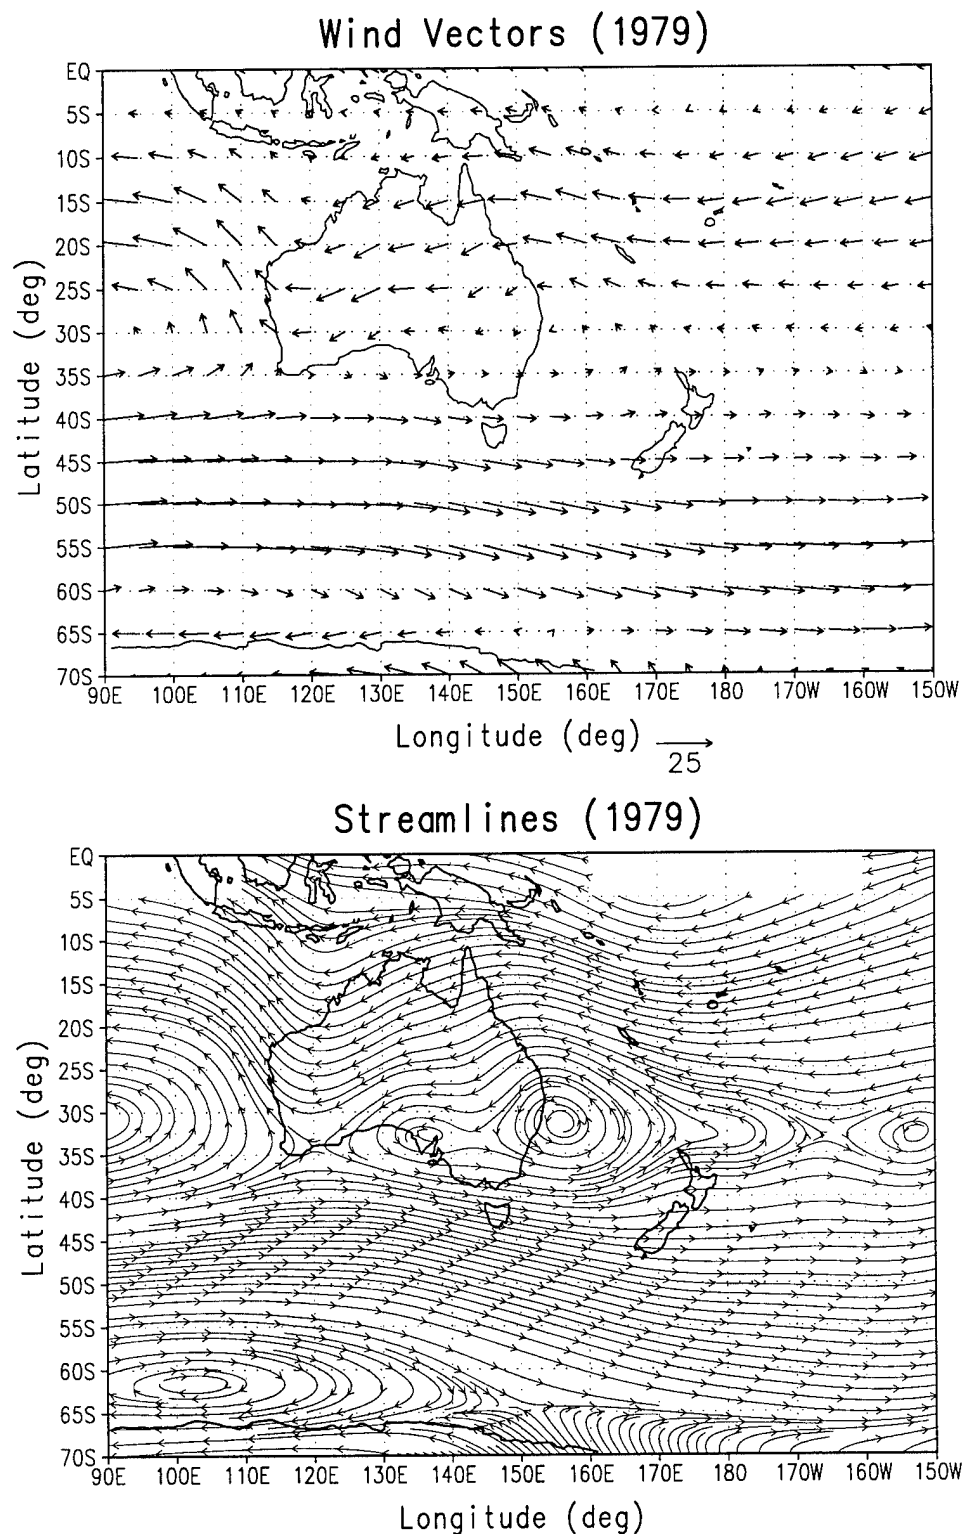 Wind Vectors (1979)
EQ
5S
10S
15S
20S
25S
30S
35S
40S
45S
50S
55S
60S
65S
70S
Latitude (deg)
90E 100E 110E 120E 130E 140E 150E 160E 170E 180 170W 160W 150W
Longitude (deg)
25
Streamlines (1979)
EQ
5S
10S
15S
20S
25S
30S
35S
40S
45S
50S
55S
60S
65S
70S
Latitude (deg)
90E 100E 110E 120E 130E 140E 150E 160E 170E 180 170W 160W 150W
Longitude (deg)